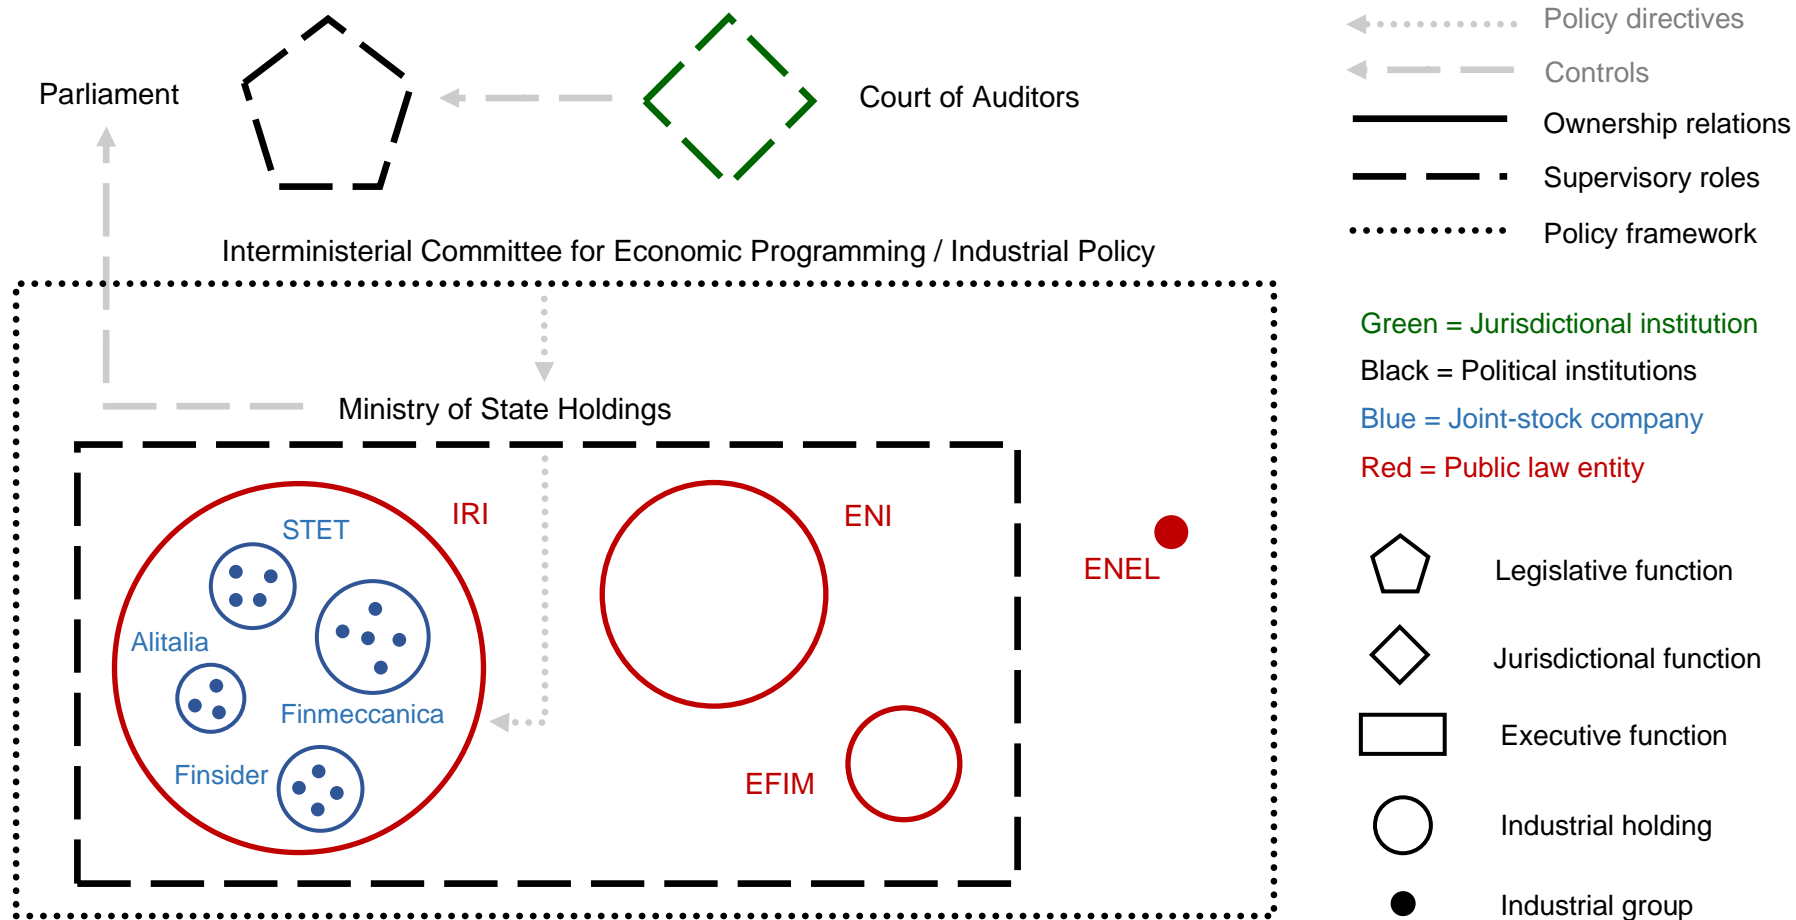 Parliament
Court of Auditors
Interministerial Committee for Economic Programming / Industrial Policy
Ministry of State Holdings
IRI
STET
Alitalia
Finmeccanica
Finsider
ENI
EFIM
ENEL
Policy directives
Controls
Ownership relations
Supervisory roles
Policy framework
Green = Jurisdictional institution
Black = Political institutions
Blue = Joint-stock company
Red = Public law entity
Legislative function
Jurisdictional function
Executive function
Industrial holding
Industrial group